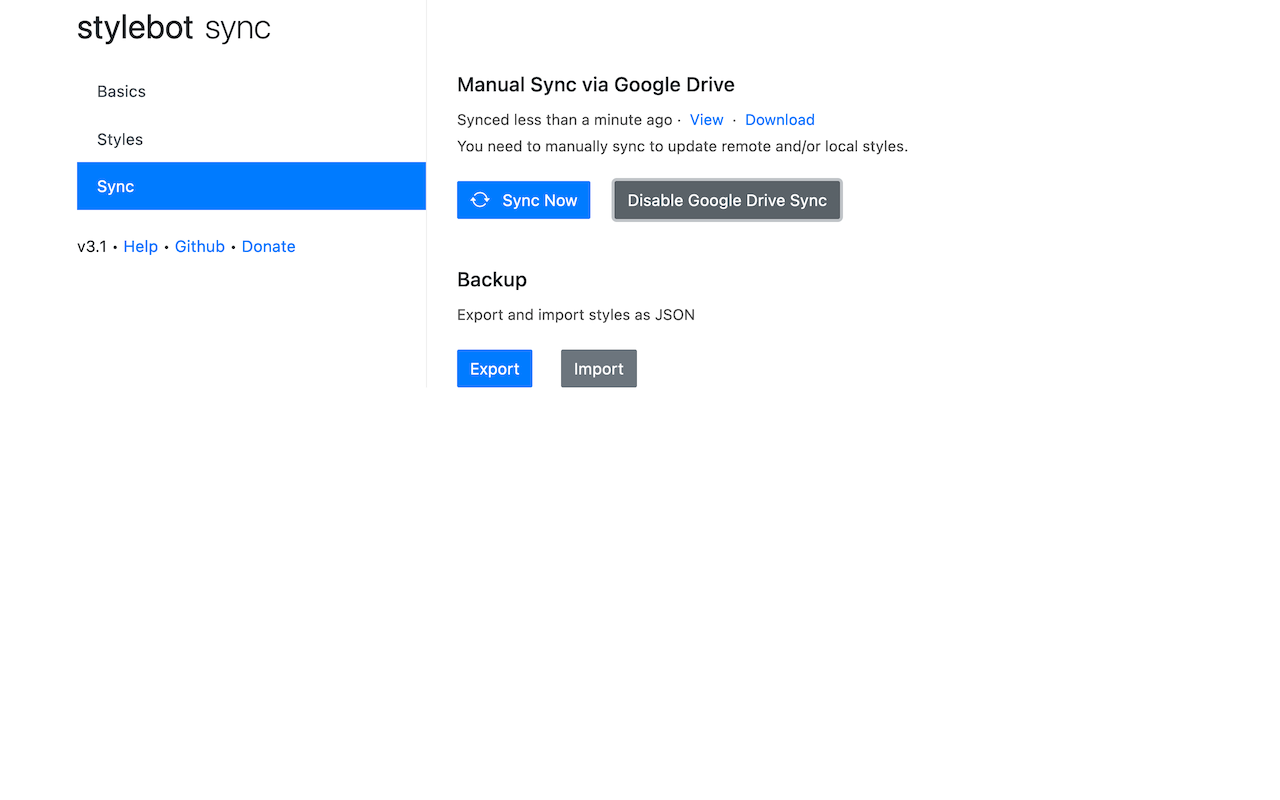 stylebot sync
Basics
Styles
Sync
v3.1 • Help • Github • Donate
Manual Sync via Google Drive
Synced less than a minute ago · View · Download
You need to manually sync to update remote and/or local styles.
Sync Now Disable Google Drive Sync
Backup
Export and import styles as JSON
Export Import